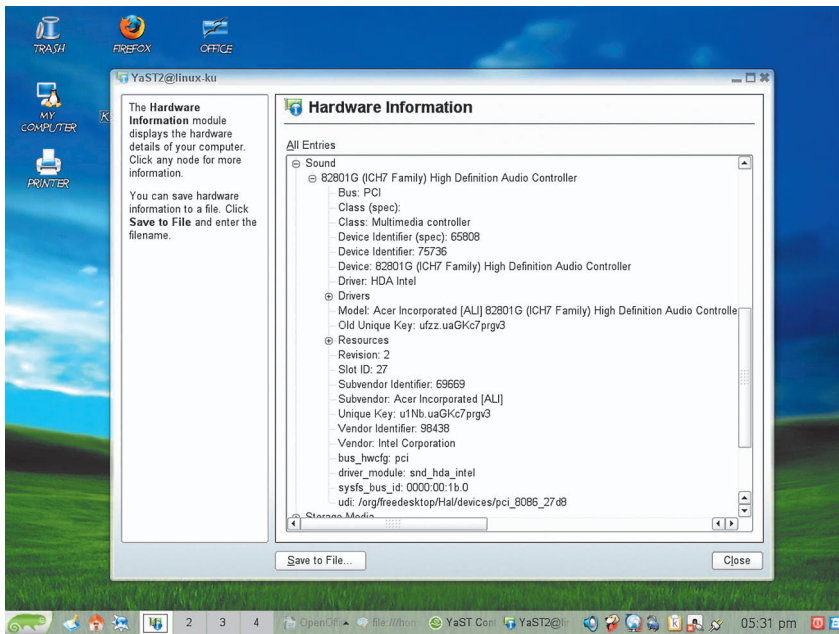 TRASH
FIREFOX
OFFICE
MY COMPUTER
K
PRINTER
YaST2@linux-ku
The Hardware
Information module
displays the hardware
details of your computer.
Click any node for more
information.
You can save hardware
information to a file. Click
Save to File and enter the
filename.
Hardware Information
All Entries
Sound
82801G (ICH7 Family) High Definition Audio Controller
Bus: PCI
Class (spec):
Class: Multimedia controller
Device Identifier (spec): 65808
Device Identifier: 75736
Device: 82801G (ICH7 Family) High Definition Audio Controller
Driver: HDA Intel
Drivers
Model: Acer Incorporated [ALI] 82801G (ICH7 Family) High Definition Audio Controlle
Old Unique Key: ufzz.uaGKc7prgv3
Resources
Revision: 2
Slot ID: 27
Subvendor Identifier: 69669
Subvendor: Acer Incorporated [ALI]
Unique Key: u1Nb.uaGKc7prgv3
Vendor Identifier: 98438
Vendor: Intel Corporation
bus_hwcfg: pci
driver_module: snd_hda_intel
sysfs_bus_id: 0000:00:1b.0
udi: /org/freedesktop/Hal/devices/pci_8086_27d8
Storage Media
Save to File...
Close
2 3 4 OpenOffi file:///hom YaST Cont YaST2@lin K 05:31 pm